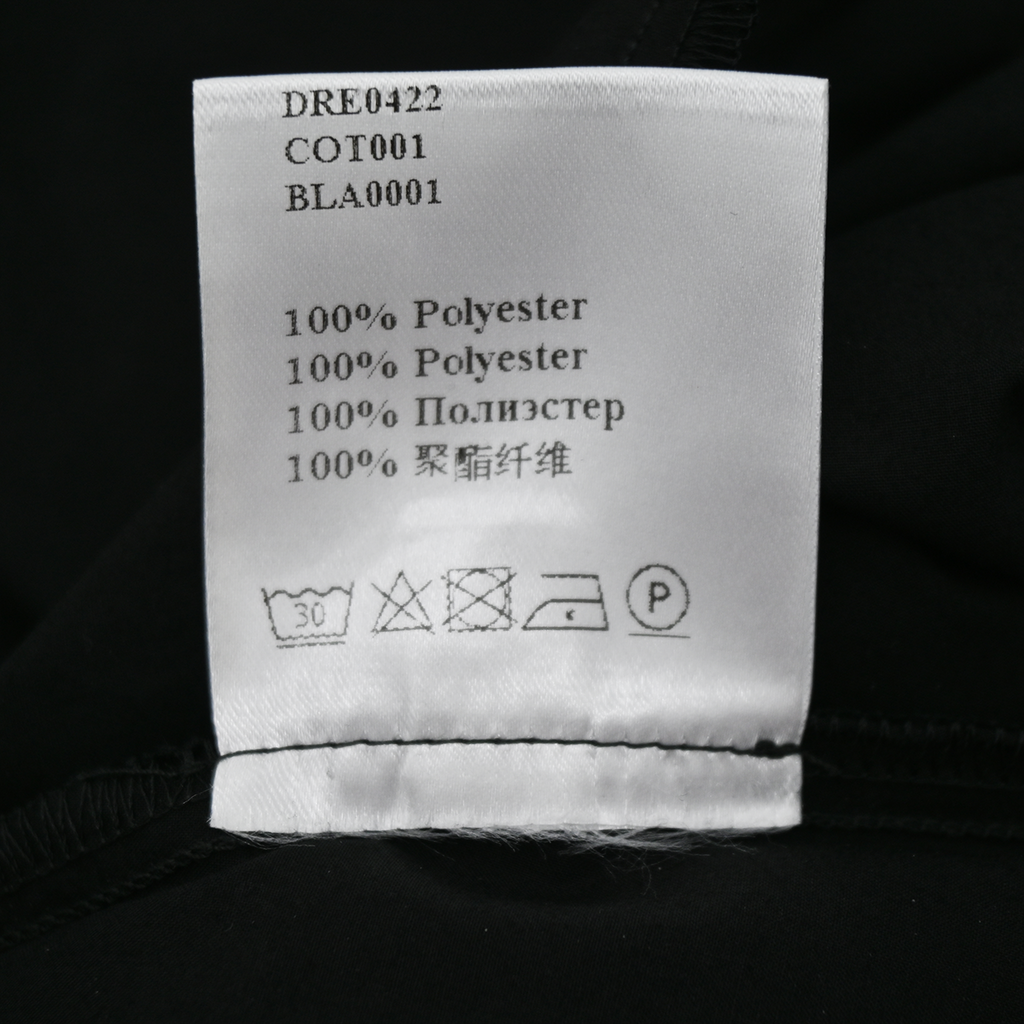 DRE0422
COT001
BLA0001
100% Polyester
100% Polyester
100% Полиэстер
100% 聚酯纤维
30
P